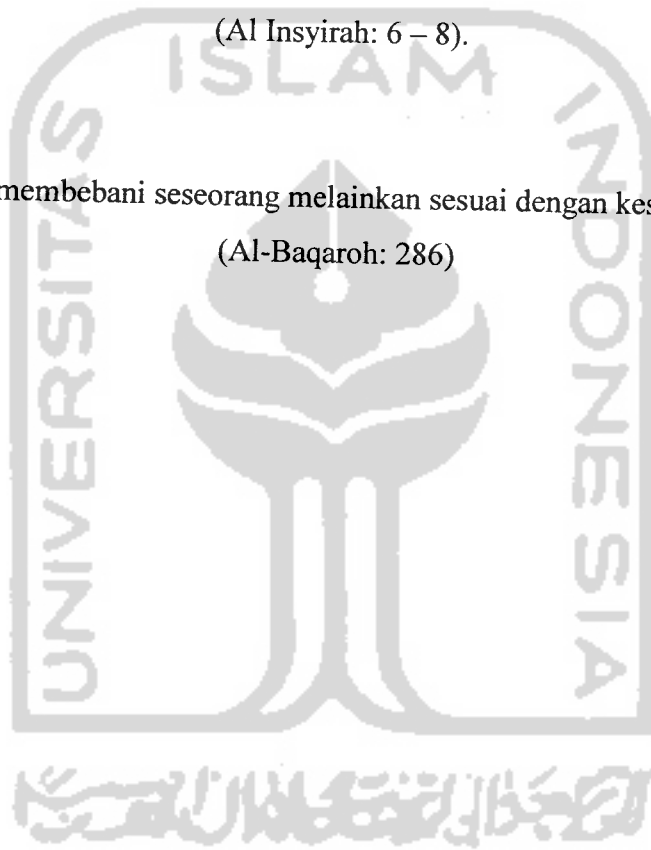 (Al Insyirah: 6 – 8).
ISLAM
membebani seseorang melainkan sesuai dengan kes
(Al-Baqaroh: 286)
UNIVERSITAS
INDONESIA